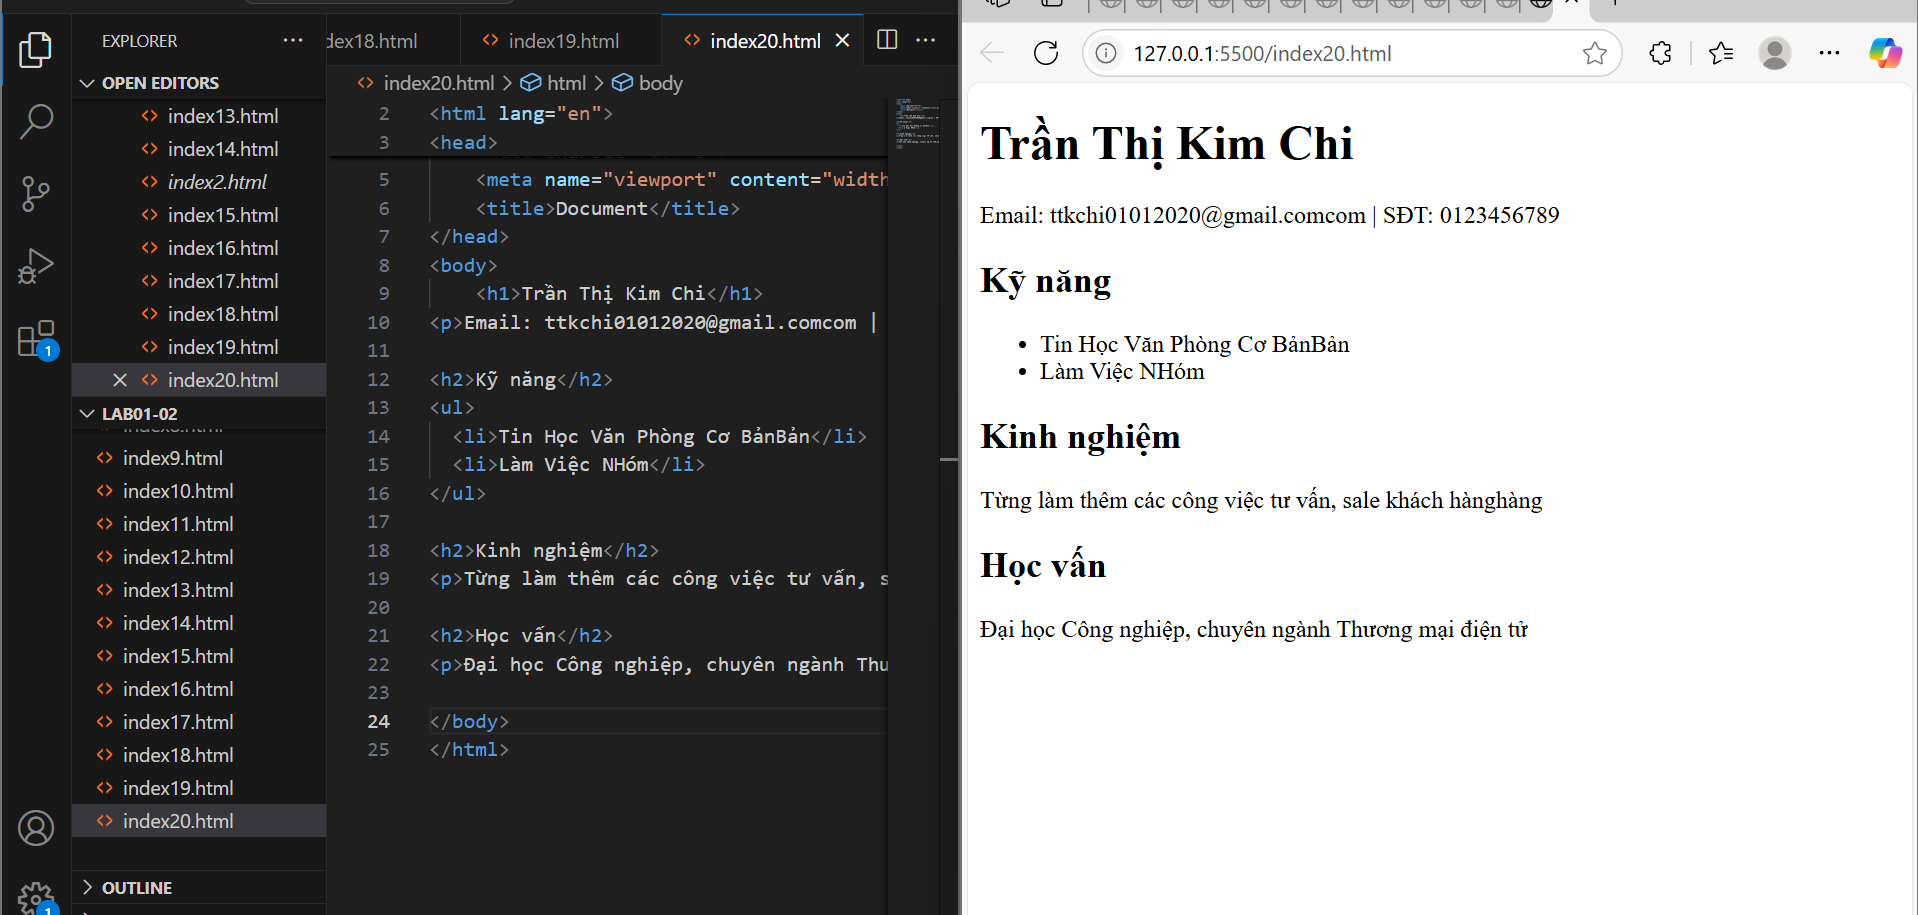 EXPLORER
OPEN EDITORS
index13.html
index14.html
index2.html
index15.html
index16.html
index17.html
index18.html
index19.html
index20.html
LAB01-02
index9.html
index10.html
index11.html
index12.html
index13.html
index14.html
index15.html
index16.html
index17.html
index18.html
index19.html
index20.html
OUTLINE
1
1
dex18.html
index19.html
index20.html
index20.html > html > body
2 <html lang="en">
3 <head>
5 <meta name="viewport" content="width
6 <title>Document</title>
7 </head>
8 <body>
9 <h1>Trần Thị Kim Chi</h1>
10 <p>Email: ttkchi01012020@gmail.comcom |
11
12 <h2>Kỹ năng</h2>
13 <ul>
14 <li>Tin Học Văn Phòng Cơ BảnBản</li>
15 <li>Làm Việc NHóm</li>
16 </ul>
17
18 <h2>Kinh nghiệm</h2>
19 <p>Từng làm thêm các công việc tư vấn, s
20
21 <h2>Học vấn</h2>
22 <p>Đại học Công nghiệp, chuyên ngành Thư
23
24 </body>
25 </html>
127.0.0.1:5500/index20.html
Trần Thị Kim Chi
Email: ttkchi01012020@gmail.comcom | SĐT: 0123456789
Kỹ năng
• Tin Học Văn Phòng Cơ BảnBản
• Làm Việc NHóm
Kinh nghiệm
Từng làm thêm các công việc tư vấn, sale khách hànghàng
Học vấn
Đại học Công nghiệp, chuyên ngành Thương mại điện tử